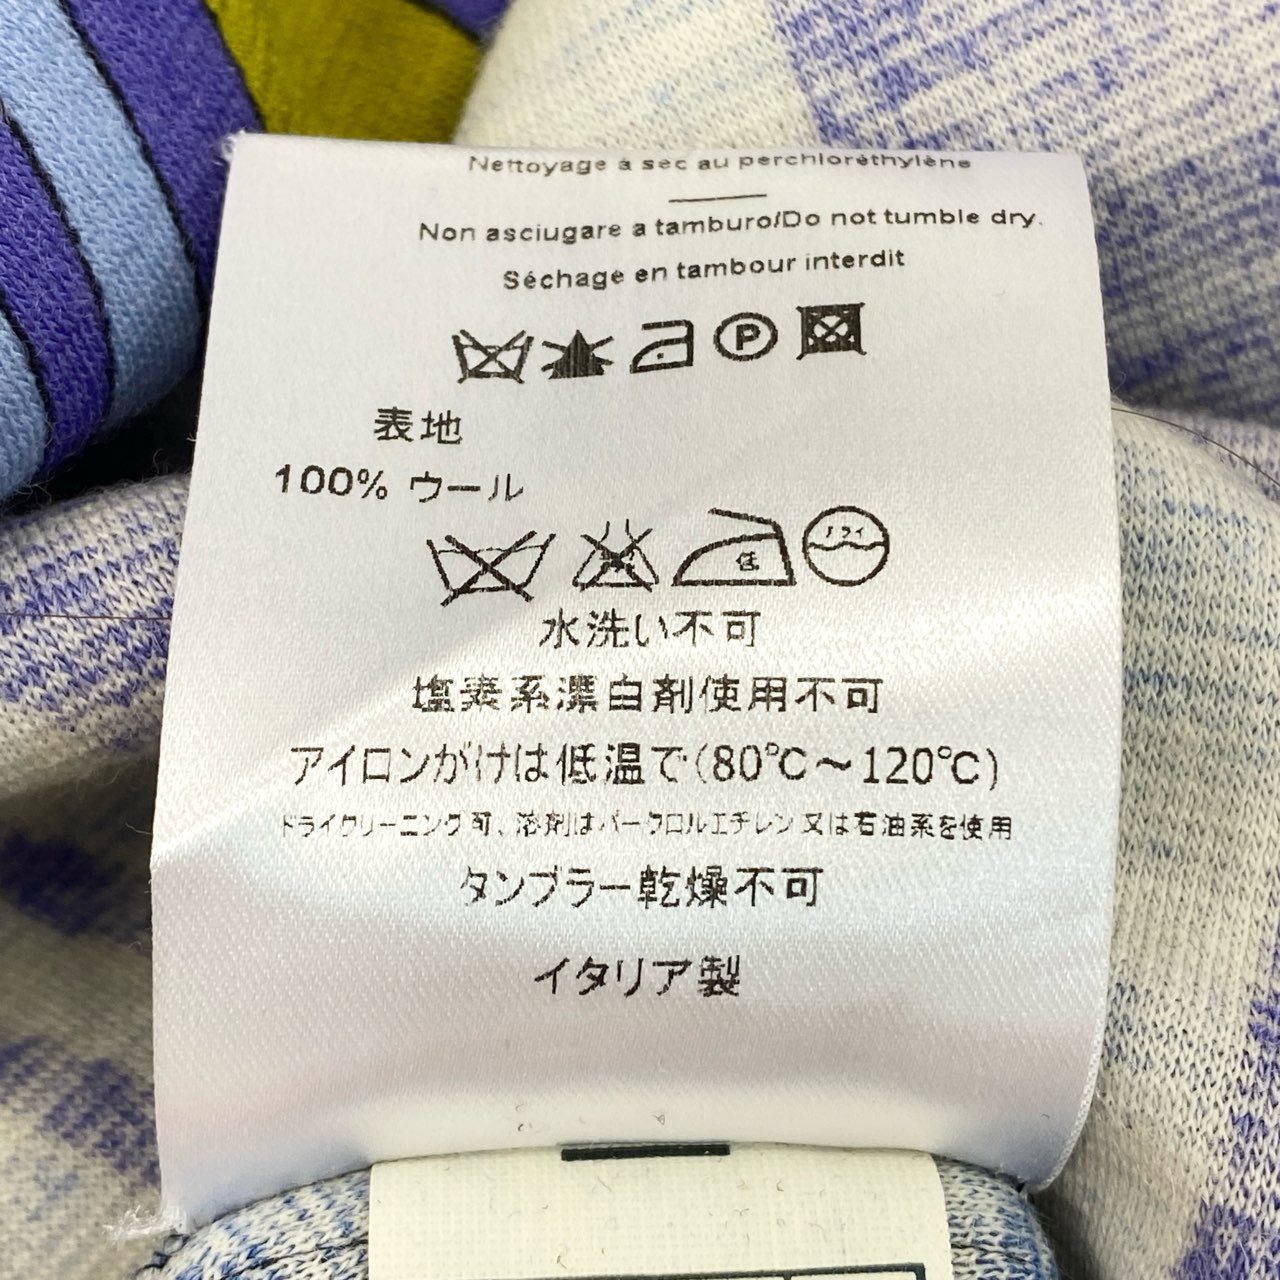 Nettoyage à sec au perchloréthylène
Non asciugare a tamburo/Do not tumble dry.
Séchage en tambour interdit
P
表地
100% ウール
低 ドライ
水洗い不可
塩素系漂白剤使用不可
アイロンがけは低温で(80℃～120℃)
ドライクリーニング可、溶剤はパークロルエチレン又は石油系を使用
タンブラー乾燥不可
イタリア製